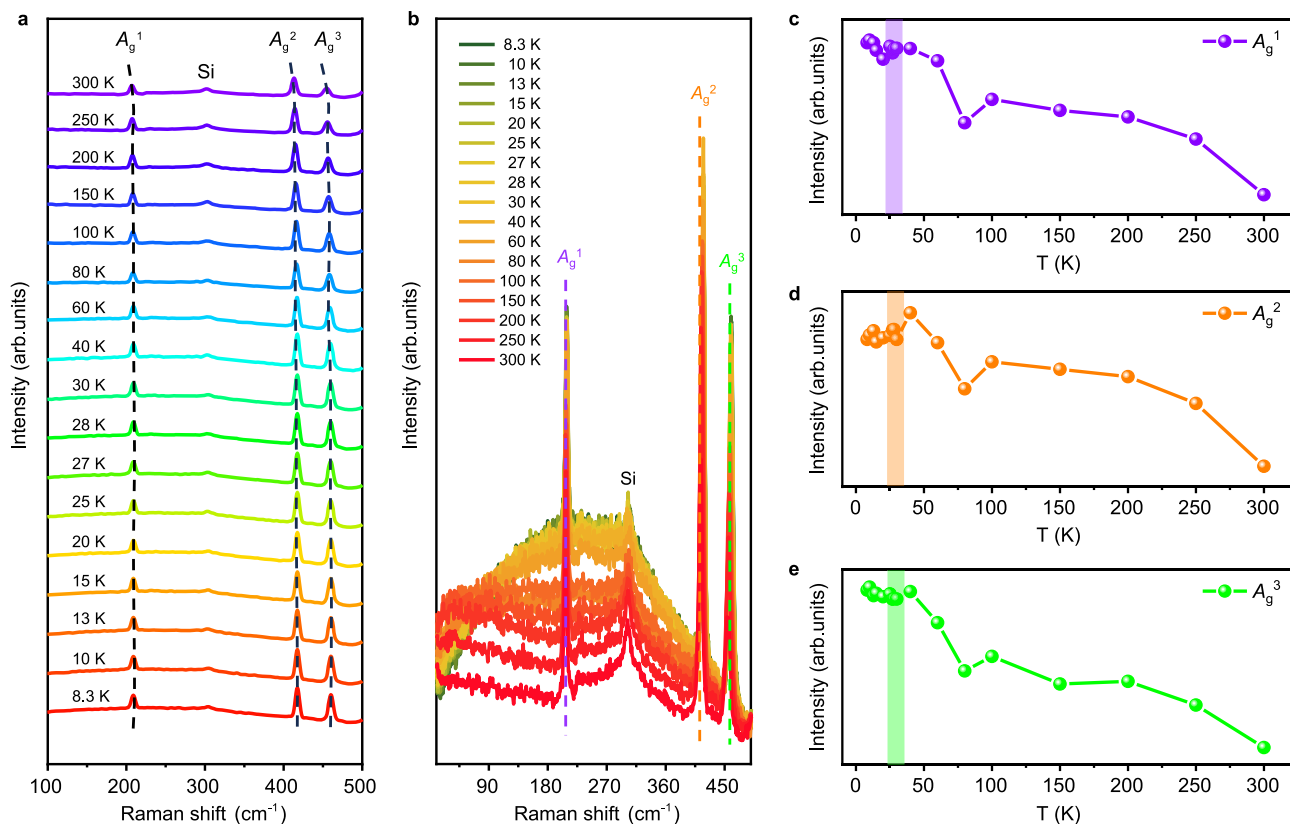 a
A_g^1
A_g^2
A_g^3
Si
300 K
250 K
200 K
150 K
100 K
80 K
60 K
40 K
30 K
28 K
27 K
25 K
20 K
15 K
13 K
10 K
8.3 K
Intensity (arb.units)
100 200 300 400 500
Raman shift (cm⁻¹)
b
8.3 K
10 K
13 K
15 K
20 K
25 K
27 K
28 K
30 K
40 K
60 K
80 K
100 K
150 K
200 K
250 K
300 K
A_g^2
A_g^1
A_g^3
Si
Intensity (arb.units)
90 180 270 360 450
Raman shift (cm⁻¹)
c
A_g^1
Intensity (arb.units)
0 50 100 150 200 250 300
T (K)
d
A_g^2
Intensity (arb.units)
0 50 100 150 200 250 300
T (K)
e
A_g^3
Intensity (arb.units)
0 50 100 150 200 250 300
T (K)